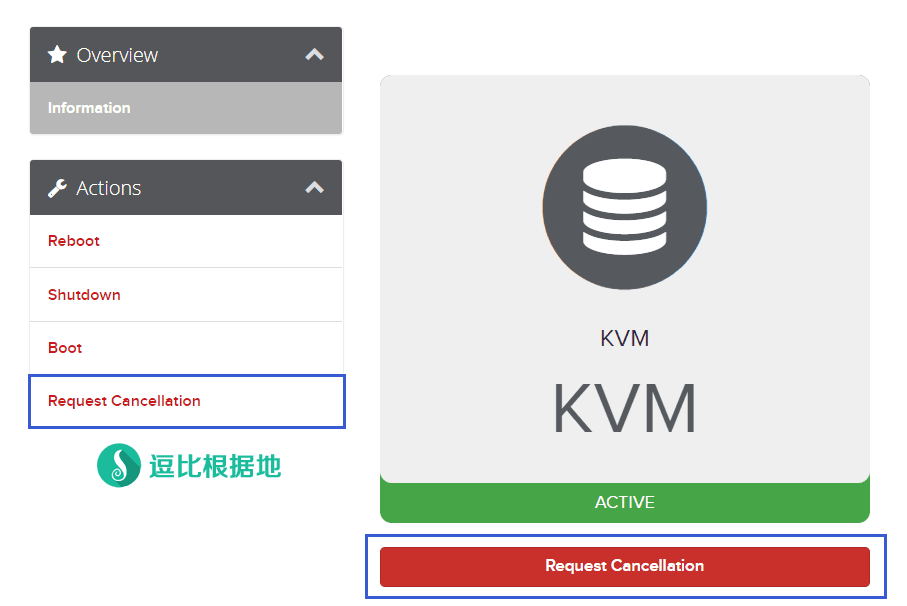 Overview
Information
Actions
Reboot
Shutdown
Boot
Request Cancellation
逗比根据地
KVM
KVM
ACTIVE
Request Cancellation